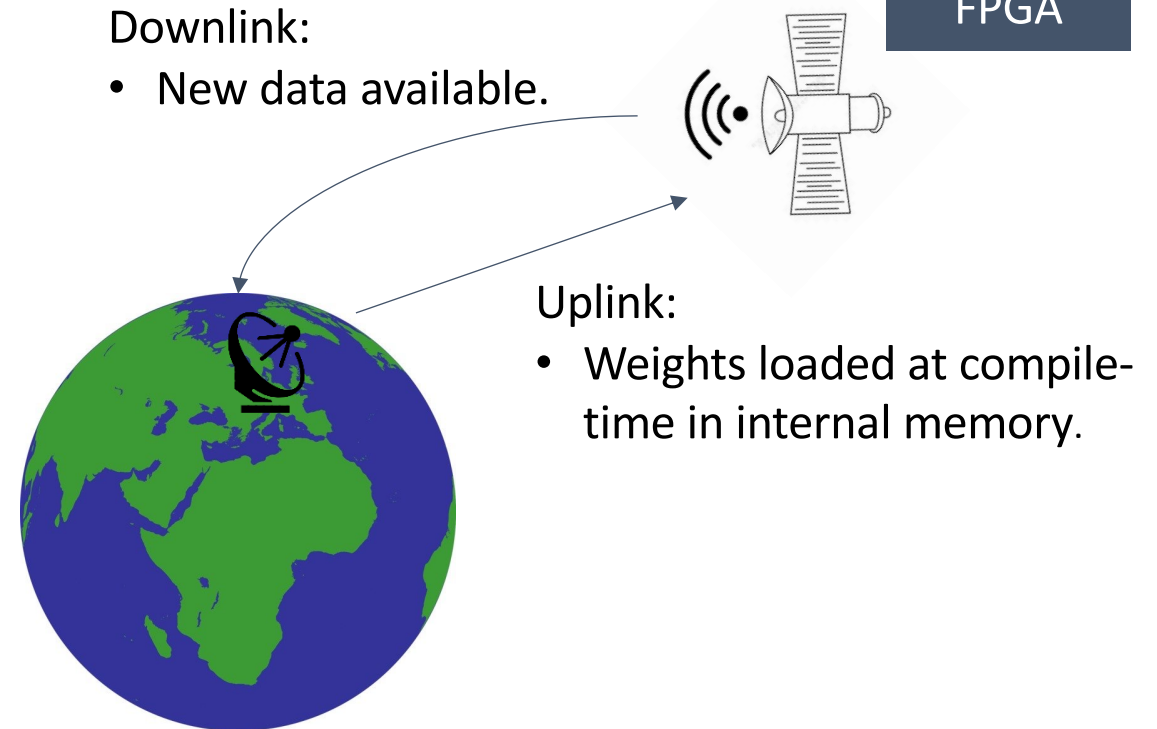 Downlink:
• New data available.
FPGA
Uplink:
• Weights loaded at compile-
time in internal memory.